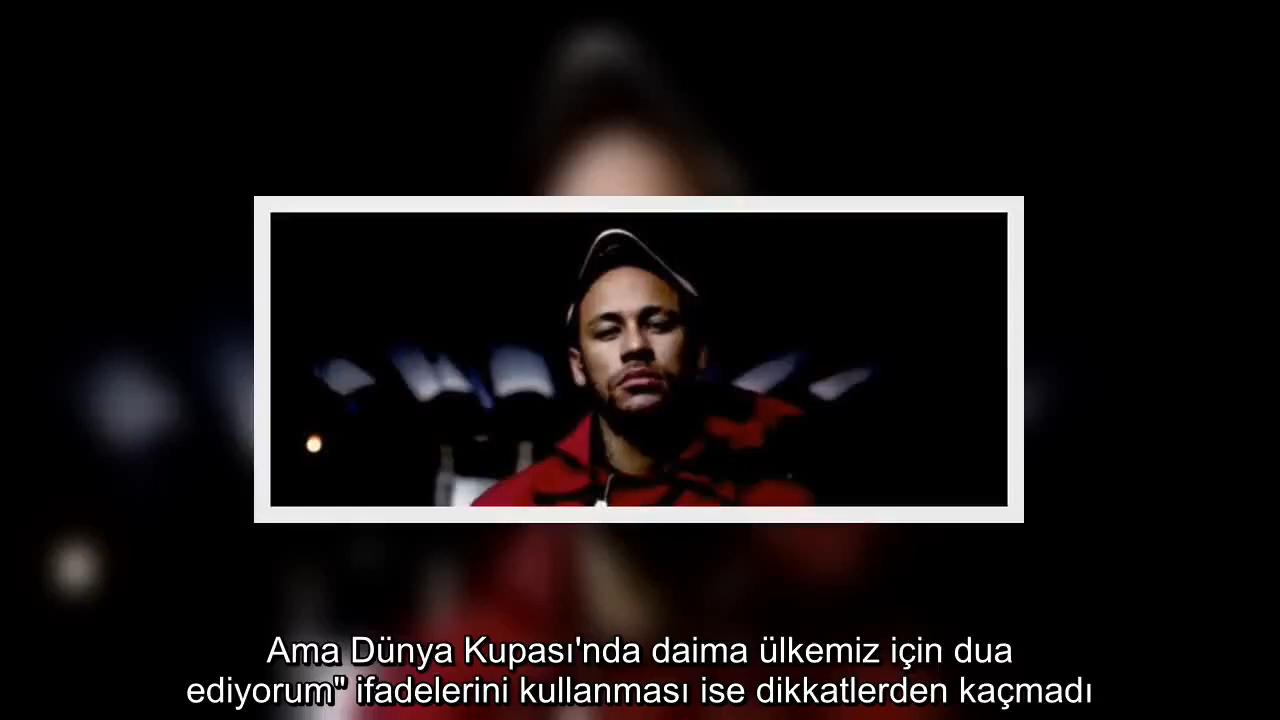 Ama Dünya Kupası'nda daima ülkemiz için dua
ediyorum" ifadelerini kullanması ise dikkatlerden kaçmadı